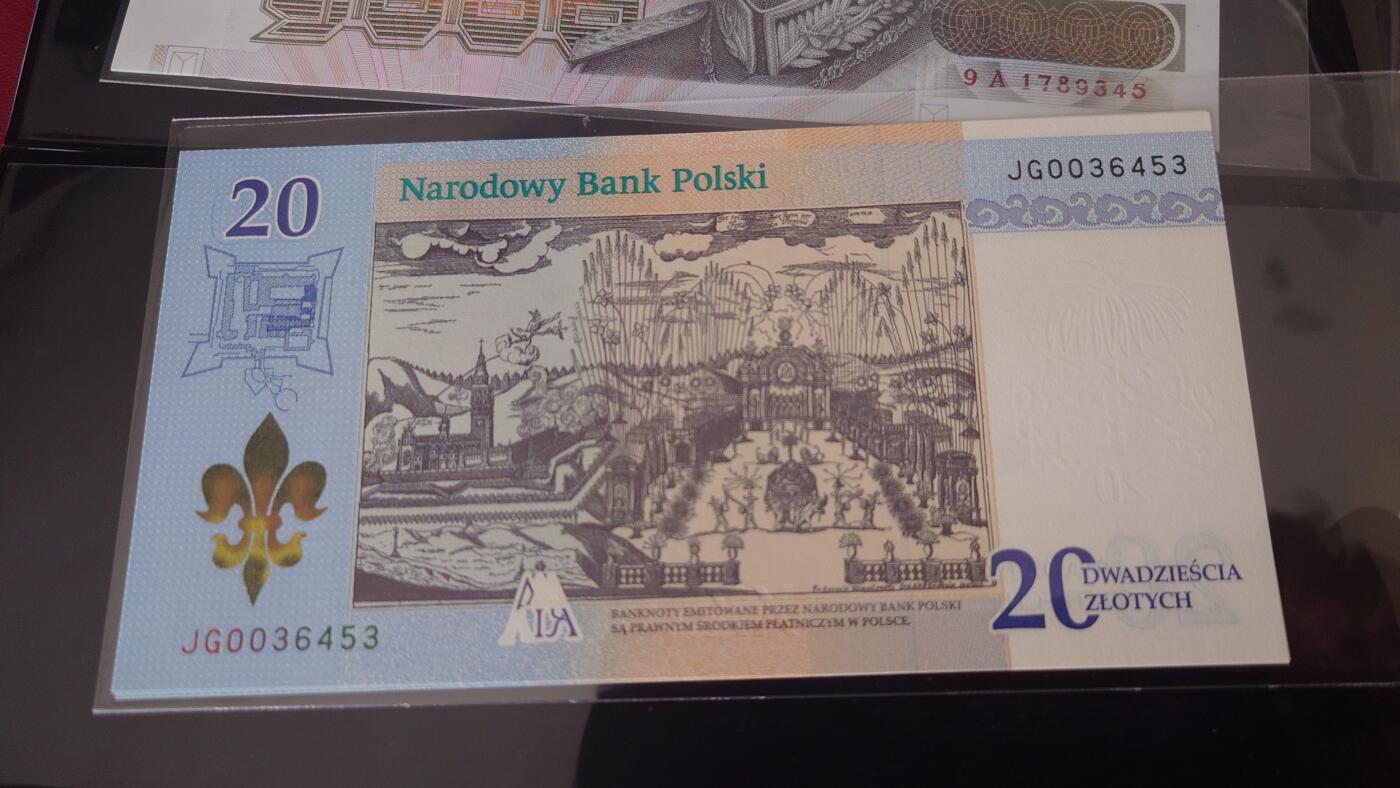 9 A 1789345
20
Narodowy Bank Polski
JG0036453
JG0036453
BANKNOTY EMITOWANE PRZEZ NARODOWY BANK POLSKI
SĄ PRAWNYM ŚRODKIEM PŁATNICZYM W POLSCE.
20 DWADZIEŚCIA
ZŁOTYCH